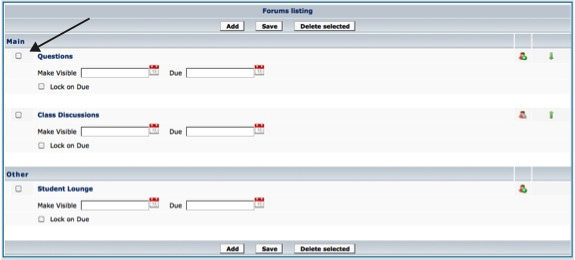 Forums listing
Add Save Delete selected
Main
Questions
Make Visible Due
Lock on Due
Class Discussions
Make Visible Due
Lock on Due
Other
Student Lounge
Make Visible Due
Lock on Due
Add Save Delete selected